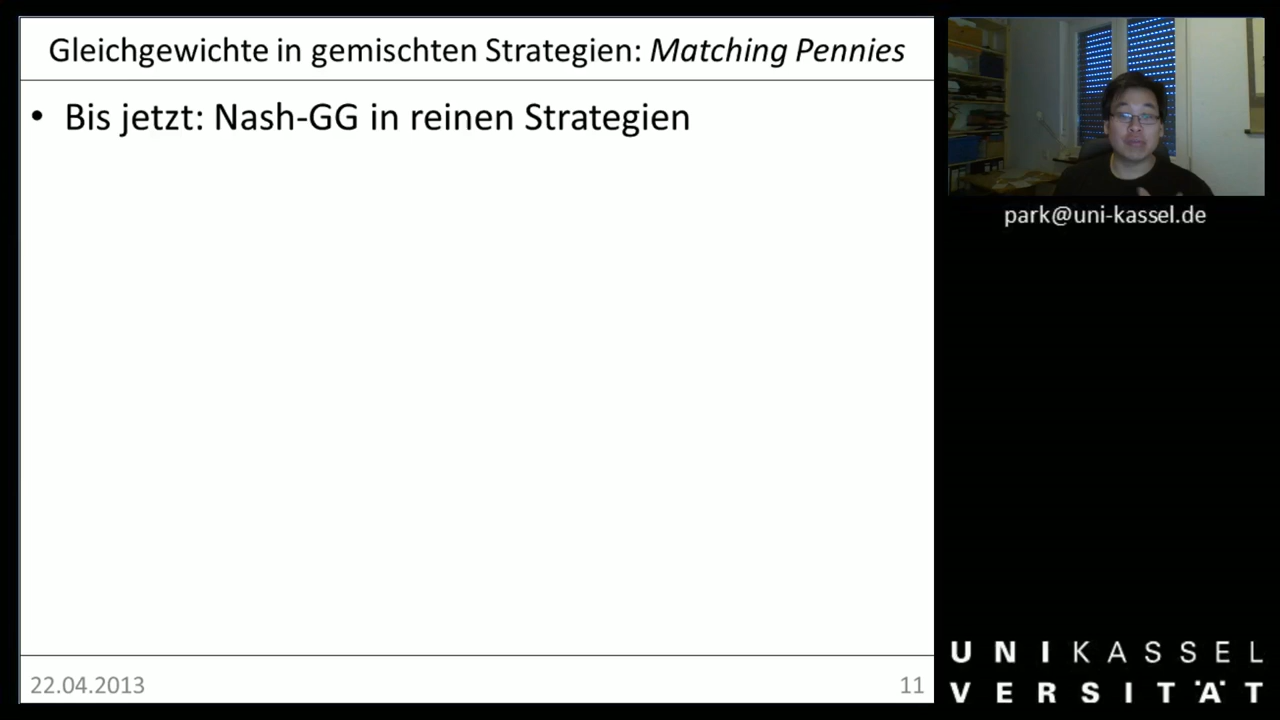 Gleichgewichte in gemischten Strategien: Matching Pennies
• Bis jetzt: Nash-GG in reinen Strategien
22.04.2013
11
park@uni-kassel.de
UNIKASSEL
VERSITÄT